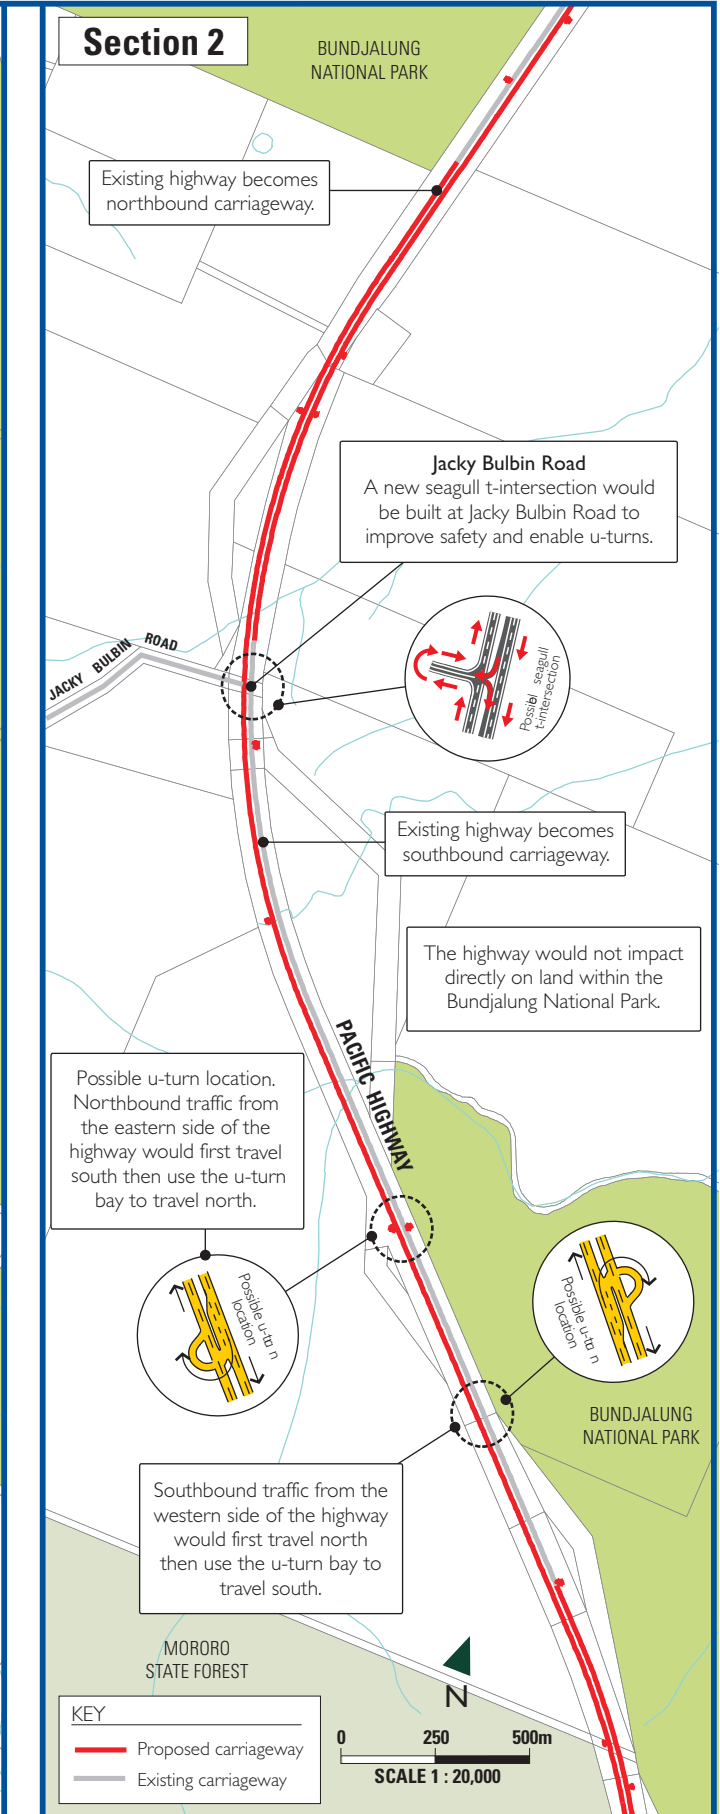 Section 2
BUNDJALUNG
NATIONAL PARK
Existing highway becomes
northbound carriageway.
Jacky Bulbin Road
A new seagull t-intersection would
be built at Jacky Bulbin Road to
improve safety and enable u-turns.
JACKY BULBIN ROAD
Possibl seagull
t-intersection
Existing highway becomes
southbound carriageway.
The highway would not impact
directly on land within the
Bundjalung National Park.
PACIFIC HIGHWAY
Possible u-turn location.
Northbound traffic from
the eastern side of the
highway would first travel
south then use the u-turn
bay to travel north.
Possible u-tu n
location
Possible u-tu n
location
BUNDJALUNG
NATIONAL PARK
Southbound traffic from the
western side of the highway
would first travel north
then use the u-turn bay to
travel south.
MORORO
STATE FOREST
N
KEY
Proposed carriageway
Existing carriageway
0 250 500m
SCALE 1 : 20,000